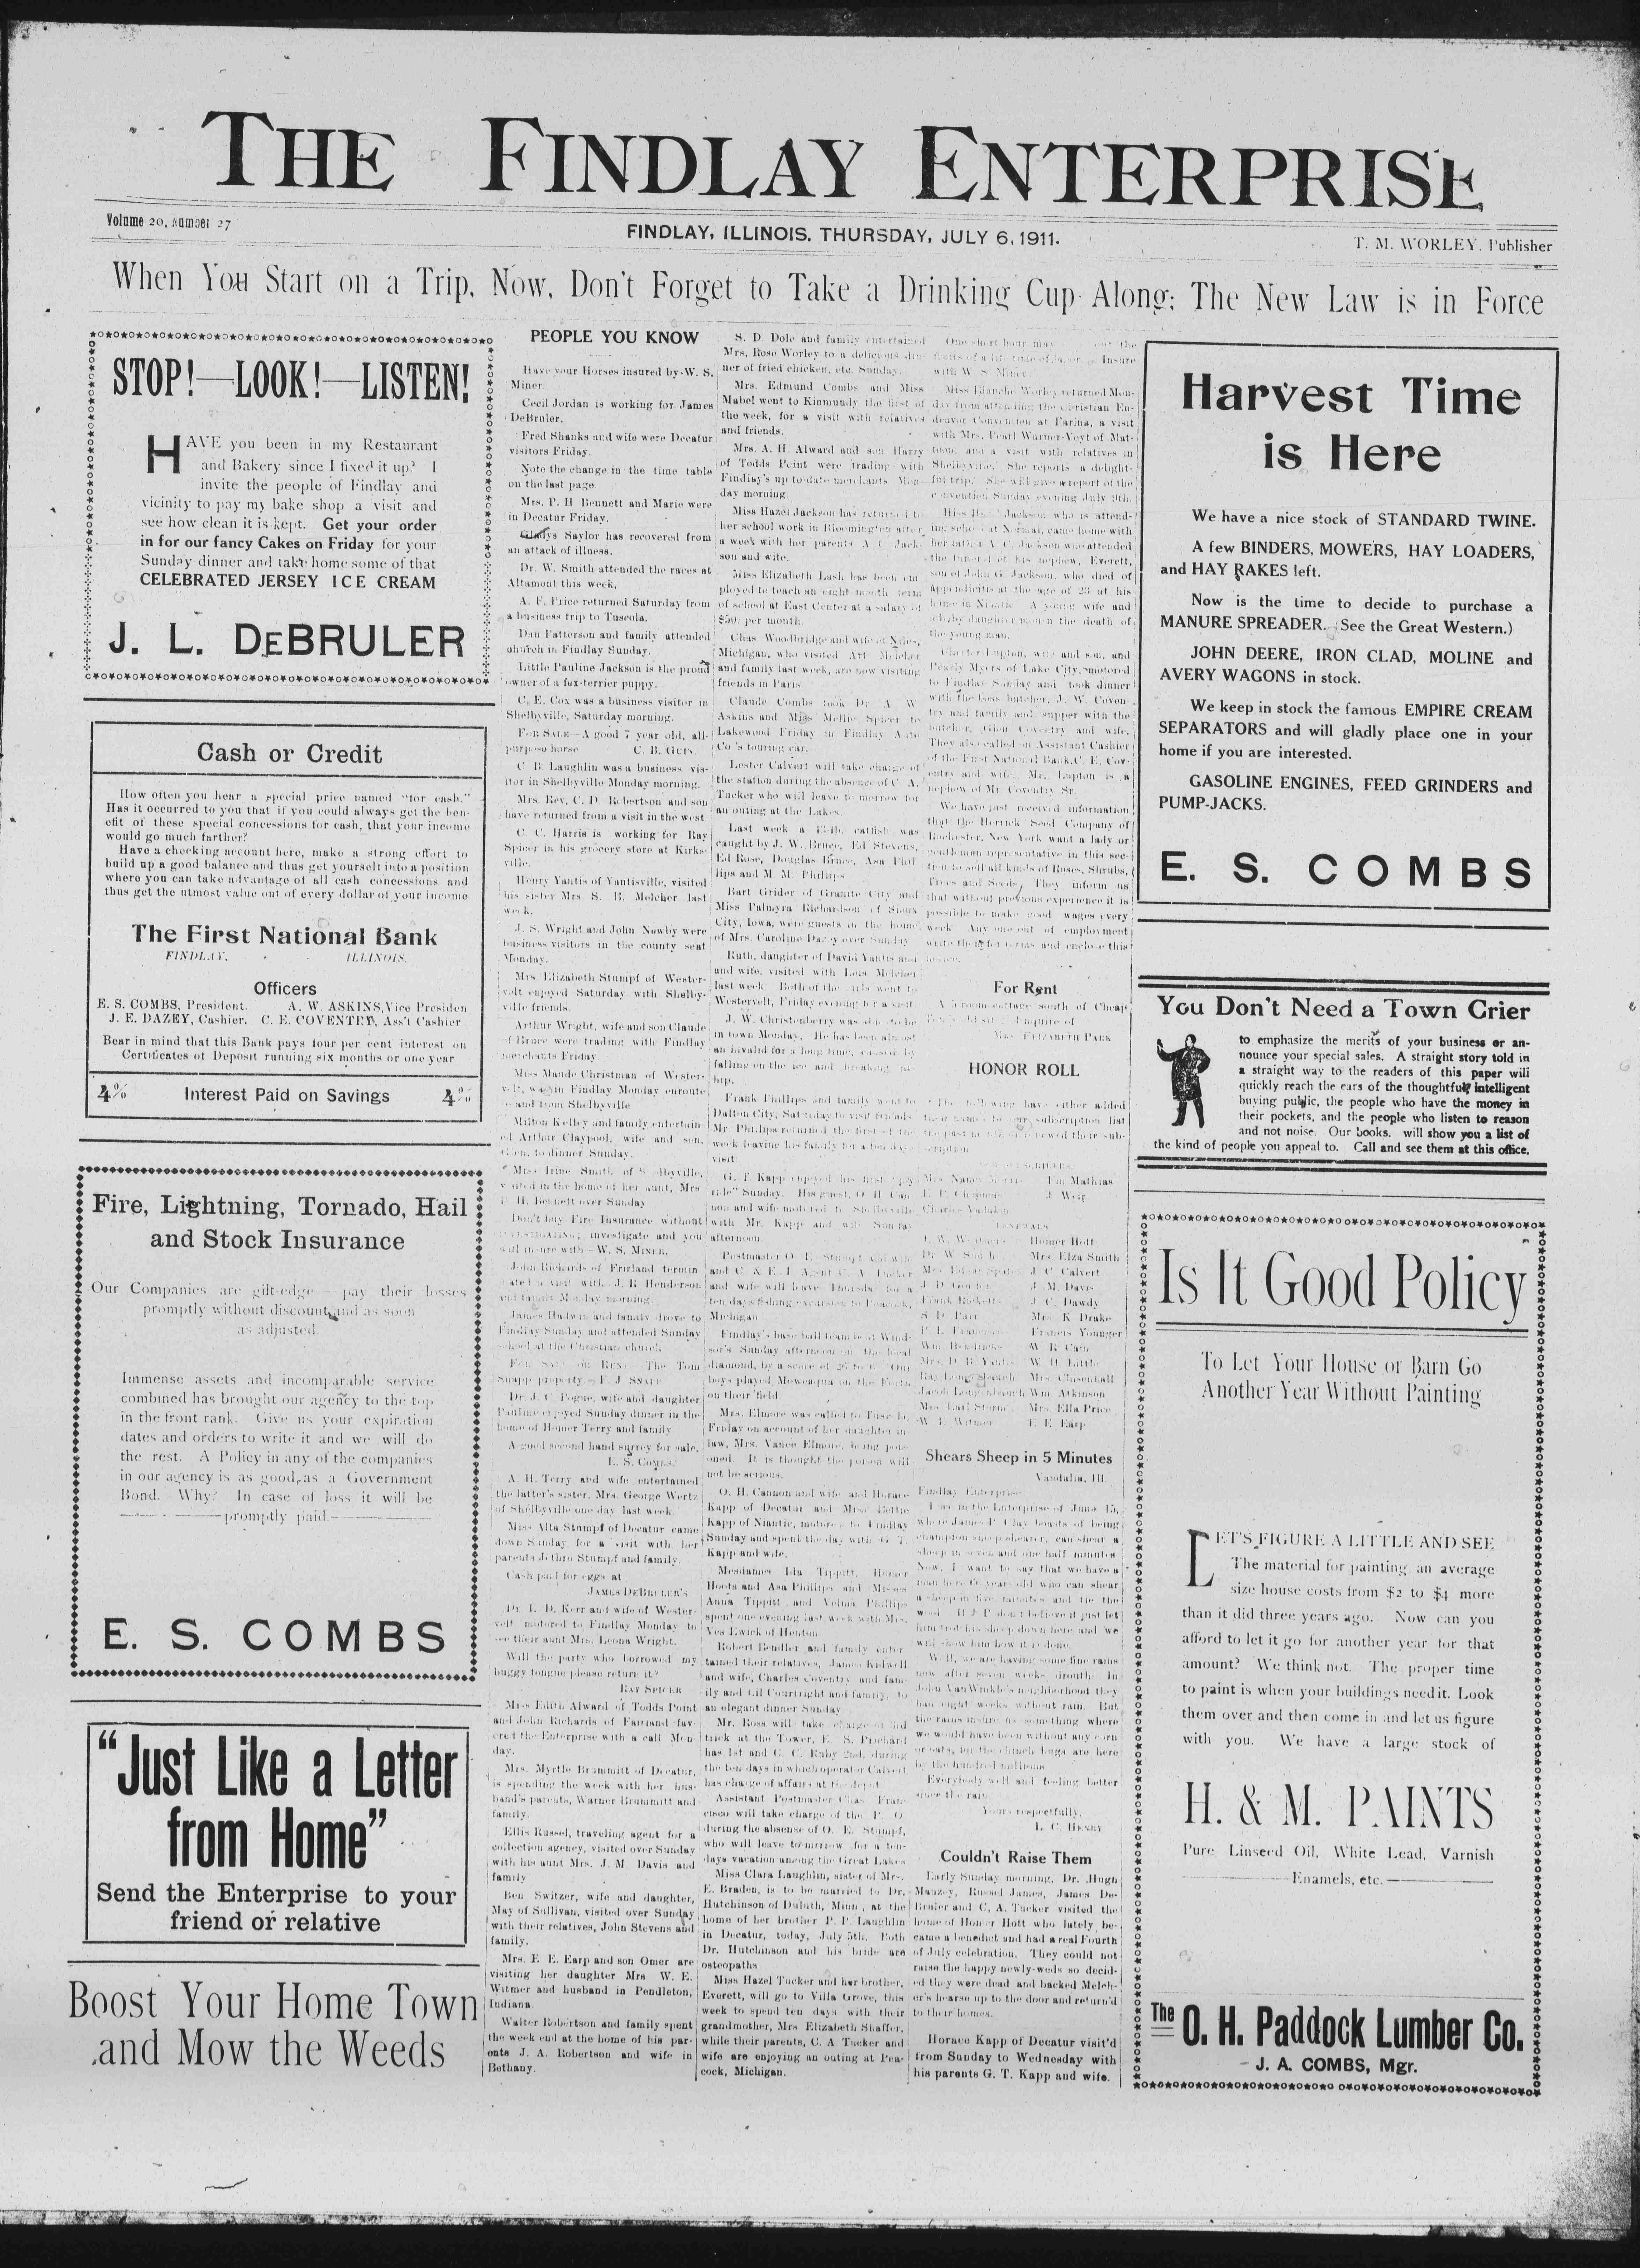 THE FINDLAY ENTERPRISE
Volume 20, Number 27
FINDLAY, ILLINOIS, THURSDAY, JULY 6, 1911.
T. M. WORLEY, Publisher
When You Start on a Trip, Now, Don't Forget to Take a Drinking Cup Along; The New Law is in Force
STOP!—LOOK!—LISTEN!
HAVE you been in my Restaurant
and Bakery since I fixed it up? I
invite the people of Findlay and
vicinity to pay my bake shop a visit and
see how clean it is kept. Get your order
in for our fancy Cakes on Friday for your
Sunday dinner and take home some of that
CELEBRATED JERSEY ICE CREAM
J. L. DEBRULER
Cash or Credit
How often you hear a special price named "for cash."
Has it occurred to you that if you could always get the ben-
efit of these special concessions for cash, that your income
would go much farther?
Have a checking account here, make a strong effort to
build up a good balance and thus get yourself into a position
where you can take advantage of all cash concessions and
thus get the utmost value out of every dollar of your income
The First National Bank
FINDLAY, ILLINOIS.
Officers
E. S. COMBS, President. A. W. ASKINS, Vice Presiden
J. E. DAZEY, Cashier. C. E. COVENTRY, Ass't Cashier
Bear in mind that this Bank pays four per cent interest on
Certificates of Deposit running six months or one year
4% Interest Paid on Savings 4%
Fire, Lightning, Tornado, Hail
and Stock Insurance
Our Companies are gilt-edge—pay their losses
promptly without discount and as soon
as adjusted.
Immense assets and incomparable service
combined has brought our agency to the top
in the front rank. Give us your expiration
dates and orders to write it and we will do
the rest. A Policy in any of the companies
in our agency is as good as a Government
Bond. Why? In case of loss it will be
promptly paid.
E. S. COMBS
"Just Like a Letter
from Home"
Send the Enterprise to your
friend or relative
Boost Your Home Town
and Mow the Weeds
PEOPLE YOU KNOW
Have your Horses insured by W. S.
Miner.
Cecil Jordan is working for James
DeBruler.
Fred Shanks and wife were Decatur
visitors Friday.
Note the change in the time table
on the last page.
Mrs. P. H Bennett and Marie were
in Decatur Friday.
Gladys Saylor has recovered from
an attack of illness.
Dr. W. Smith attended the races at
Altamont this week.
A. F. Price returned Saturday from
a business trip to Tuscola.
Dan Patterson and family attended
church in Findlay Sunday.
Little Pauline Jackson is the proud
owner of a fox-terrier puppy.
C. E. Cox was a business visitor in
Shelbyville, Saturday morning.
FOR SALE—A good 7 year old, all-
purpose horse C. B. GUIN.
C. B. Laughlin was a business vis-
itor in Shelbyville Monday morning.
Mrs. Rev. C. D. Robertson and son
have returned from a visit in the west
C. C. Harris is working for Ray
Spicer in his grocery store at Kirks-
ville.
Henry Yantis of Yantisville, visited
his sister Mrs. S. B. Melcher last
week.
J. S. Wright and John Newby were
business visitors in the county seat
Monday.
Mrs. Elizabeth Stumpf of Wester-
velt enjoyed Saturday with Shelby-
ville friends.
Arthur Wright, wife and son Claude
of Bruce were trading with Findlay
merchants Friday.
Miss Maude Christman of Wester-
velt, was in Findlay Monday enroute
to and from Shelbyville
Milton Kelley and family entertain-
ed Arthur Claypool, wife and son,
Glen, to dinner Sunday.
Miss Irine Smith of Shelbyville,
visited in the home of her aunt, Mrs
P. H. Bennett over Sunday
Don't buy Fire Insurance without
investigating; investigate and you
will insure with—W. S. MINER.
John Richards of
a visit with J. B. Henderson
and family Monday morning.
James Hadwin and family drove to
Findlay Sunday and attended Sunday
school at the Christian church
FOR SALE OR RENT—The Tom
Snapp property—F. J SNAPP
Dr. J. C. Pogue, wife and daughter
Pauline enjoyed Sunday dinner in the
home of Homer Terry and family
A good second hand surrey for sale.
E. S. COMBS.
A. H. Terry and wife entertained
the latter's sister, Mrs. George Wertz
of Shelbyville one day last week
Miss Alta Stumpf of Decatur came
down Sunday for a visit with her
parents Jethro Stumpf and family.
Cash paid for eggs at
JAMES DEBRULER'S
Dr. L. D. Kerr and wife of Wester-
velt motored to Findlay Monday to
see their aunt Mrs. Leona Wright.
Will the party who borrowed my
buggy tongue please return it?
RAY SPICER
Miss Edith Alward of Todds Point
and John Richards of Fairland fav-
ored the Enterprise with a call Mon-
day.
Mrs. Myrtle Brummitt of Decatur,
is spending the week with her hus-
band's parents, Warner Brummitt and
family.
Ellis Russel, traveling agent for a
collection agency, visited over Sunday
with his aunt Mrs. J. M. Davis and
family
Ben Switzer, wife and daughter,
May of Sullivan, visited over Sunday
with their relatives, John Stevens and
family.
Mrs. F. E. Earp and son Omer are
visiting her daughter Mrs W. E.
Witmer and husband in Pendleton,
Indiana.
Walter Robertson and family spent
the week end at the home of his par-
ents J. A. Robertson and wife in
Bethany.
S. D. Dole and family entertained
Mrs. Rose Worley to a delicious din-
ner of fried chicken, etc. Sunday.
Mrs. Edmund Combs and Miss
Mabel went to Kinmundy the first of
the week, for a visit with relatives
and friends.
Mrs. A. H. Alward and son Harry
of Todds Point were trading with
Findlay's up-to-date merchants Mon-
day morning.
Miss Hazel Jackson has returned to
her school work in Bloomington after
a week with her parents A C. Jack-
son and wife.
Miss Elizabeth Lash has been em
ployed to teach an eight month term
of school at East Center at a salary of
$50 per month.
Chas. Woolbridge and wife of Niles,
Michigan, who visited Art Melcher
and family last week, are now visiting
friends in Paris
Claude Combs took Dr. A. W
Askins and Miss Mellie Spicer to
Lakewood Friday in Findlay Auto
Co's touring car.
Lester Calvert will take charge of
the station during the absence of C. A.
Tucker who will leave to-morrow for
an outing at the Lakes.
Last week a 13-lb. catfish was
caught by J. W. Bruce, Ed Stevens,
Ed Rose, Douglas Bruce, Asa Phil
lips and M. M. Phillips
Bart Grider of Granite City and
Miss Palmyra Richardson of Sioux
City, Iowa, were guests in the home
of Mrs. Caroline Dazey over Sunday
Ruth, daughter of David Yantis and
and wife, visited with Lois Melcher
last week. Both of the girls went to
Westervelt, Friday evening for a visit
J. W. Christenberry was able to be
in town Monday. He has been almost
an invalid for a long time, caused by
falling on the ice and breaking his
hip.
Frank Phillips and family went to
Dalton City, Saturday to visit friends
Mr. Phillips returned the first of the
week leaving his family for a ten days
visit
G. T. Kapp enjoyed his first "joy
ride" Sunday. His guest, O. H. Can
non and wife motored to Shelbyville
with Mr. Kapp and wife Sunday
afternoon.
Postmaster O. E. Stumpf and wife
and C. & E. I. Agent C. A. Tucker
and wife will leave Thursday for a
ten days fishing excursion to Peacock,
Michigan
Findlay's base ball team beat Wind-
sor's Sunday afternoon on the local
diamond, by a score of 26 to Our
boys played Moweaqua on the Fourth
on their field.
Mrs. Elmore was called to
Friday on account of her daughter-in-
law, Mrs. Vance Elmore, being pois-
oned. It is thought the poison will
not be serious.
O. H. Cannon and wife and Horace
Kapp of Decatur and Miss
Kapp of Niantic, motored to Findlay
Sunday and spent the day with G. T.
Kapp and wife.
Mesdames Ida Tippitt, Homer
Hoots and Asa Phillips and Misses
Anna Tippitt and Velma Phillips
spent one evening last week with Mrs.
Ves Ewick of Henton
Robert Bendler and family enter
tained their relatives, James Kidwell
and wife, Charles Coventry and fam-
ily and Gil Courtright and family, to
an elegant dinner Sunday
Mr. Ross will take charge of 3rd
trick at the Tower, E. S. Prichard
has 1st and C. C. Ruby 2nd, during
the ten days in which operator Calvert
has charge of affairs at the depot
Assistant Postmaster Chas Fran-
cisco will take charge of the P. O.
during the absense of O. E. Stumpf,
who will leave tomorrow for a ten-
days vacation among the Great Lakes
Miss Clara Laughlin, sister of Mrs.
E. Braden, is to be married to Dr.
Hutchinson of Duluth, Minn., at the
home of her brother P. P. Laughlin
in Decatur, today, July 5th. Both
Dr. Hutchinson and his bride are
osteopaths
Miss Hazel Tucker and her brother,
Everett, will go to Villa Grove, this
week to spend ten days with their
grandmother, Mrs Elizabeth Shaffer,
while their parents, C. A Tucker and
wife are enjoying an outing at Pea-
cock, Michigan.
One short hour may the
fruits of a life time of labor. Insure
with W. S. Miner
Miss Blanche Worley returned Mon-
day from attending the Christian En-
deavor Convention at Farina, a visit
with Mrs. Pearl Warner-Voyt of Mat-
toon, and a visit with relatives in
Shelbyville. She reports a delight-
ful trip. She will give a report of the
convention Sunday evening July 9th.
Miss Jackson who is attend-
ing school at Normal, came home with
her father A. C. Jackson who attended
the funeral of his nephew, Everett,
son of John G. Jackson, who died of
appendicitis at the age of 23 at his
home in Niantic A young wife and
a baby daughter mourn the death of
the young man.
Chester Lupton, wife and son, and
Pearly Myers of Lake City, motored
to Findlay Sunday and took dinner
with the boss butcher, J. W. Coven-
try and family and supper with the
butcher, Glen Coventry and wife.
They also called on Assistant Cashier
of the First National Bank, C. E. Cov-
entry and wife. Mr. Lupton is a
nephew of Mr. Coventry Sr.
We have just received information
that the Herrick Seed Company of
Rochester, New York want a lady or
gentleman representative in this sec-
tion to sell all kinds of Roses, Shrubs,
Trees and Seeds. They inform us
that without previous experience it is
possible to make good wages every
week Any one out of employment
write them for terms and enclose this
notice.
For Rent
A room cottage south of Cheap
Enquire of
Mrs. ELIZABETH PARK
HONOR ROLL
The following have either added
their name to our subscription list
the past or renewed their sub-
scription
Mrs Nancy Ed Mathias
E. F. Chapman J Weir
Charles
RENEWALS
Homer Hott
Dr. W Smith Mrs. Elza Smith
J C Calvert
J. M. Davis
Frank Ricketts J. C. Dawdy
S. D. Parr Mrs. K Drake
Francis Younger
Wm Hendricks W B Cain
Mrs. D. B. Yantis W. H. Little
Ray Longenbaugh Mrs. Chisenhall
Jacob Longenbaugh Wm. Atkinson
Mrs Earl Storm Mrs. Ella Price
W. E. Witmer F. E. Earp
Shears Sheep in 5 Minutes
Vandalia, Ill.
Findlay Enterprise:
I see in the Enterprise of June 15,
where James P. Clay boasts of being
champion sheep shearer, can shear a
sheep in seven and one half minutes
Now, I want to say that we have a
man here 60 years old who can shear
a sheep in five minutes and tie the
wool If J. P. don't believe it just let
him trot his sheep down here and we
will show him how it is done.
Well, we are having some fine rains
now after seven weeks drouth. In
John VanWinkle's neighborhood they
had eight weeks without rain. But
the rains insure us something where
we would have been without any corn
or oats, for the chinch bugs are here
by the hundred millions
Everybody well and feeling better
since the rain.
Yours respectfully,
L. C. HENRY
Couldn't Raise Them
Early Sunday morning, Dr. Hugh
Mauzey, Russel James, James De-
Bruler and C, A. Tucker visited the
home of Homer Hott who lately be-
came a benedict and had a real Fourth
of July celebration. They could not
raise the happy newly-weds so decid-
ed they were dead and backed Melch-
er's hearse up to the door and return'd
to their homes.
Horace Kapp of Decatur visit'd
from Sunday to Wednesday with
his parents G. T. Kapp and wife.
Harvest Time
is Here
We have a nice stock of STANDARD TWINE.
A few BINDERS, MOWERS, HAY LOADERS,
and HAY RAKES left.
Now is the time to decide to purchase a
MANURE SPREADER. (See the Great Western.)
JOHN DEERE, IRON CLAD, MOLINE and
AVERY WAGONS in stock.
We keep in stock the famous EMPIRE CREAM
SEPARATORS and will gladly place one in your
home if you are interested.
GASOLINE ENGINES, FEED GRINDERS and
PUMP-JACKS.
E. S. COMBS
You Don't Need a Town Crier
to emphasize the merits of your business or an-
nounce your special sales. A straight story told in
a straight way to the readers of this paper will
quickly reach the ears of the thoughtful, intelligent
buying public, the people who have the money in
their pockets, and the people who listen to reason
and not noise. Our books will show you a list of
the kind of people you appeal to. Call and see them at this office.
Is It Good Policy
To Let Your House or Barn Go
Another Year Without Painting
LET'S FIGURE A LITTLE AND SEE
The material for painting an average
size house costs from $2 to $4 more
than it did three years ago. Now can you
afford to let it go for another year for that
amount? We think not. The proper time
to paint is when your buildings need it. Look
them over and then come in and let us figure
with you. We have a large stock of
H. & M. PAINTS
Pure Linseed Oil, White Lead, Varnish
Enamels, etc.
The O. H. Paddock Lumber Co.
J. A. COMBS, Mgr.